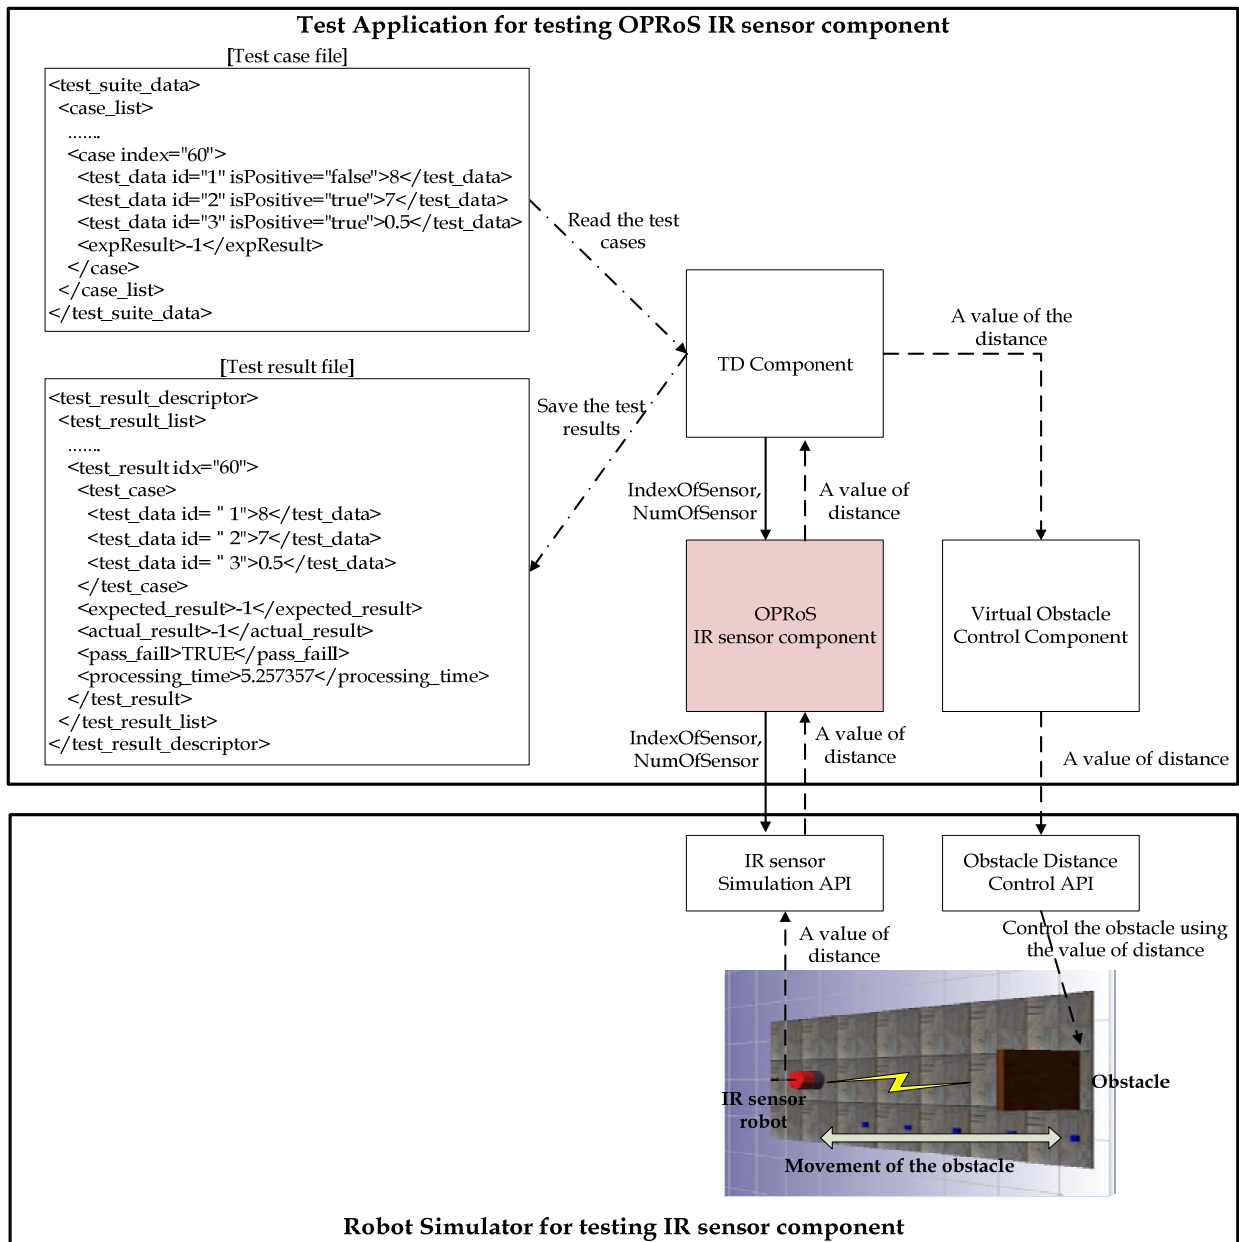 Test Application for testing OPRoS IR sensor component
[Test case file]
<test_suite_data>
<case_list>
.......
<case index="60">
<test_data id="1" isPositive="false">8</test_data>
<test_data id="2" isPositive="true">7</test_data>
<test_data id="3" isPositive="true">0.5</test_data>
<expResult>-1</expResult>
</case>
</case_list>
</test_suite_data>
Read the test
cases
[Test result file]
<test_result_descriptor>
<test_result_list>
.......
<test_result idx="60">
<test_case>
<test_data id= " 1">8</test_data>
<test_data id= " 2">7</test_data>
<test_data id= " 3">0.5</test_data>
</test_case>
<expected_result>-1</expected_result>
<actual_result>-1</actual_result>
<pass_faill>TRUE</pass_faill>
<processing_time>5.257357</processing_time>
</test_result>
</test_result_list>
</test_result_descriptor>
Save the test
results
TD Component
A value of the
distance
IndexOfSensor,
NumOfSensor
A value of
distance
OPRoS
IR sensor component
Virtual Obstacle
Control Component
IndexOfSensor,
NumOfSensor
A value of
distance
A value of distance
IR sensor
Simulation API
Obstacle Distance
Control API
A value of
distance
Control the obstacle using
the value of distance
IR sensor
robot
Obstacle
Movement of the obstacle
Robot Simulator for testing IR sensor component